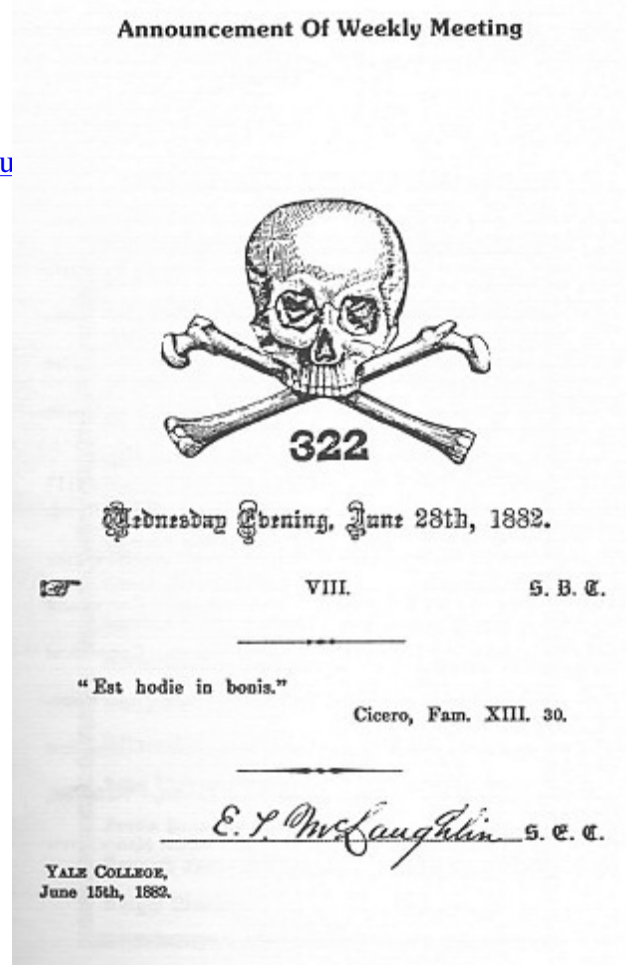 Announcement Of Weekly Meeting
u
322
Wednesday Evening, June 28th, 1882.
VIII. S. B. T.
“Est hodie in bonis.”
Cicero, Fam. XIII. 30.
E. T. McLaughlin S. E. C.
YALE COLLEGE,
June 15th, 1882.